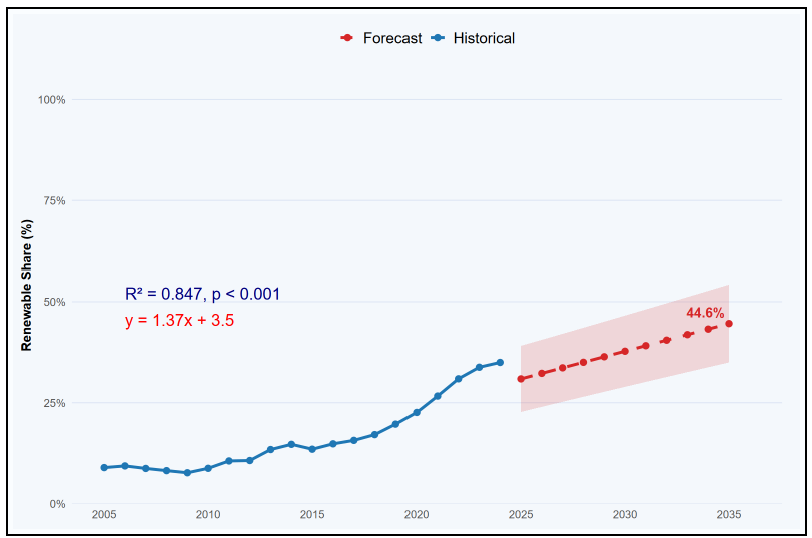 Forecast Historical
100%
75%
50%
25%
0%
Renewable Share (%)
R² = 0.847, p < 0.001
y = 1.37x + 3.5
44.6%
2005 2010 2015 2020 2025 2030 2035